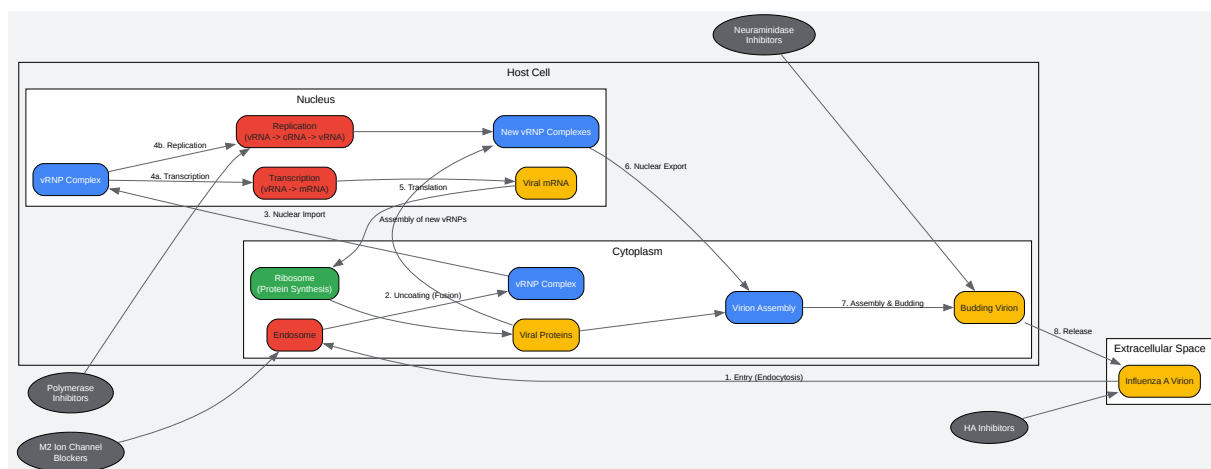 Neuraminidase
Inhibitors
Host Cell
Nucleus
Replication
(vRNA -> cRNA -> vRNA)
New vRNP Complexes
4b. Replication
6. Nuclear Export
vRNP Complex
4a. Transcription
Transcription
(vRNA -> mRNA)
5. Translation
Viral mRNA
3. Nuclear Import
Assembly of new vRNPs
Cytoplasm
Ribosome
(Protein Synthesis)
vRNP Complex
2. Uncoating (Fusion)
Virion Assembly
7. Assembly & Budding
Budding Virion
Endosome
Viral Proteins
8. Release
Extracellular Space
1. Entry (Endocytosis)
Influenza A Virion
Polymerase
Inhibitors
HA Inhibitors
M2 Ion Channel
Blockers